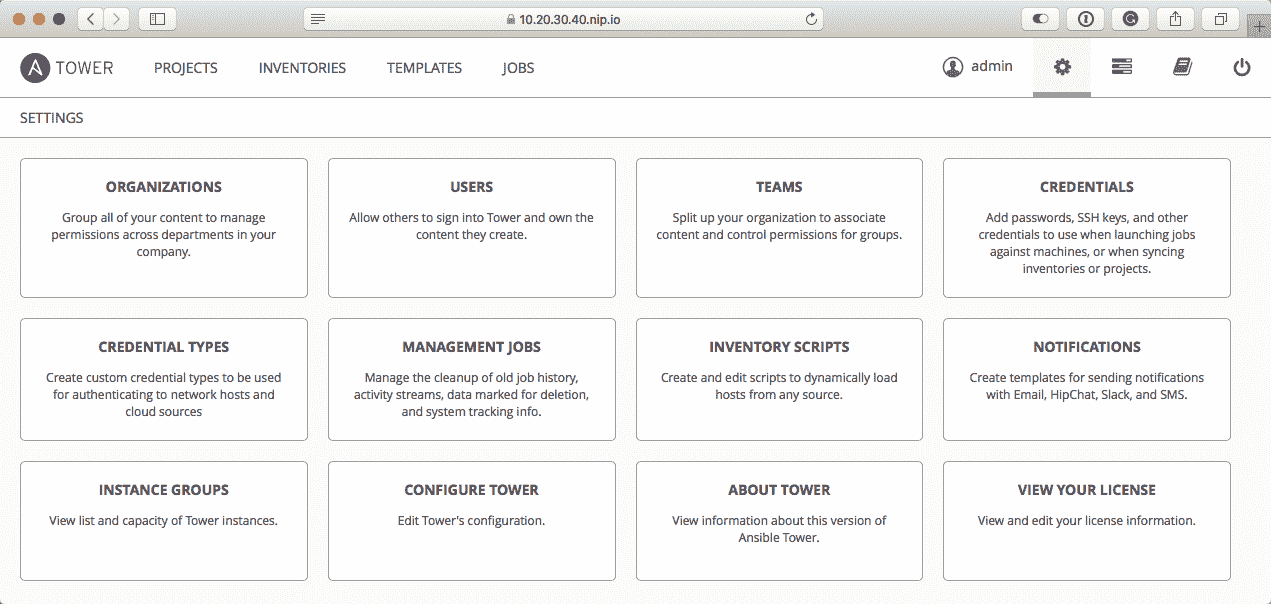 10.20.30.40.nip.io
TOWER PROJECTS INVENTORIES TEMPLATES JOBS admin
SETTINGS
ORGANIZATIONS
Group all of your content to manage
permissions across departments in your
company.
USERS
Allow others to sign into Tower and own the
content they create.
TEAMS
Split up your organization to associate
content and control permissions for groups.
CREDENTIALS
Add passwords, SSH keys, and other
credentials to use when launching jobs
against machines, or when syncing
inventories or projects.
CREDENTIAL TYPES
Create custom credential types to be used
for authenticating to network hosts and
cloud sources
MANAGEMENT JOBS
Manage the cleanup of old job history,
activity streams, data marked for deletion,
and system tracking info.
INVENTORY SCRIPTS
Create and edit scripts to dynamically load
hosts from any source.
NOTIFICATIONS
Create templates for sending notifications
with Email, HipChat, Slack, and SMS.
INSTANCE GROUPS
View list and capacity of Tower instances.
CONFIGURE TOWER
Edit Tower's configuration.
ABOUT TOWER
View information about this version of
Ansible Tower.
VIEW YOUR LICENSE
View and edit your license information.